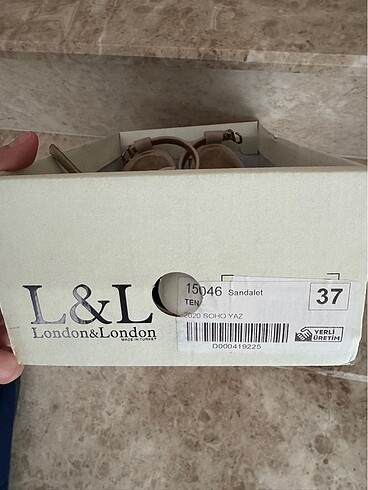 L&L
London&London
MADE IN TURKEY
15046 Sandalet
TEN
37
2020 SOHO YAZ
D000419225
YERLİ
ÜRETİM